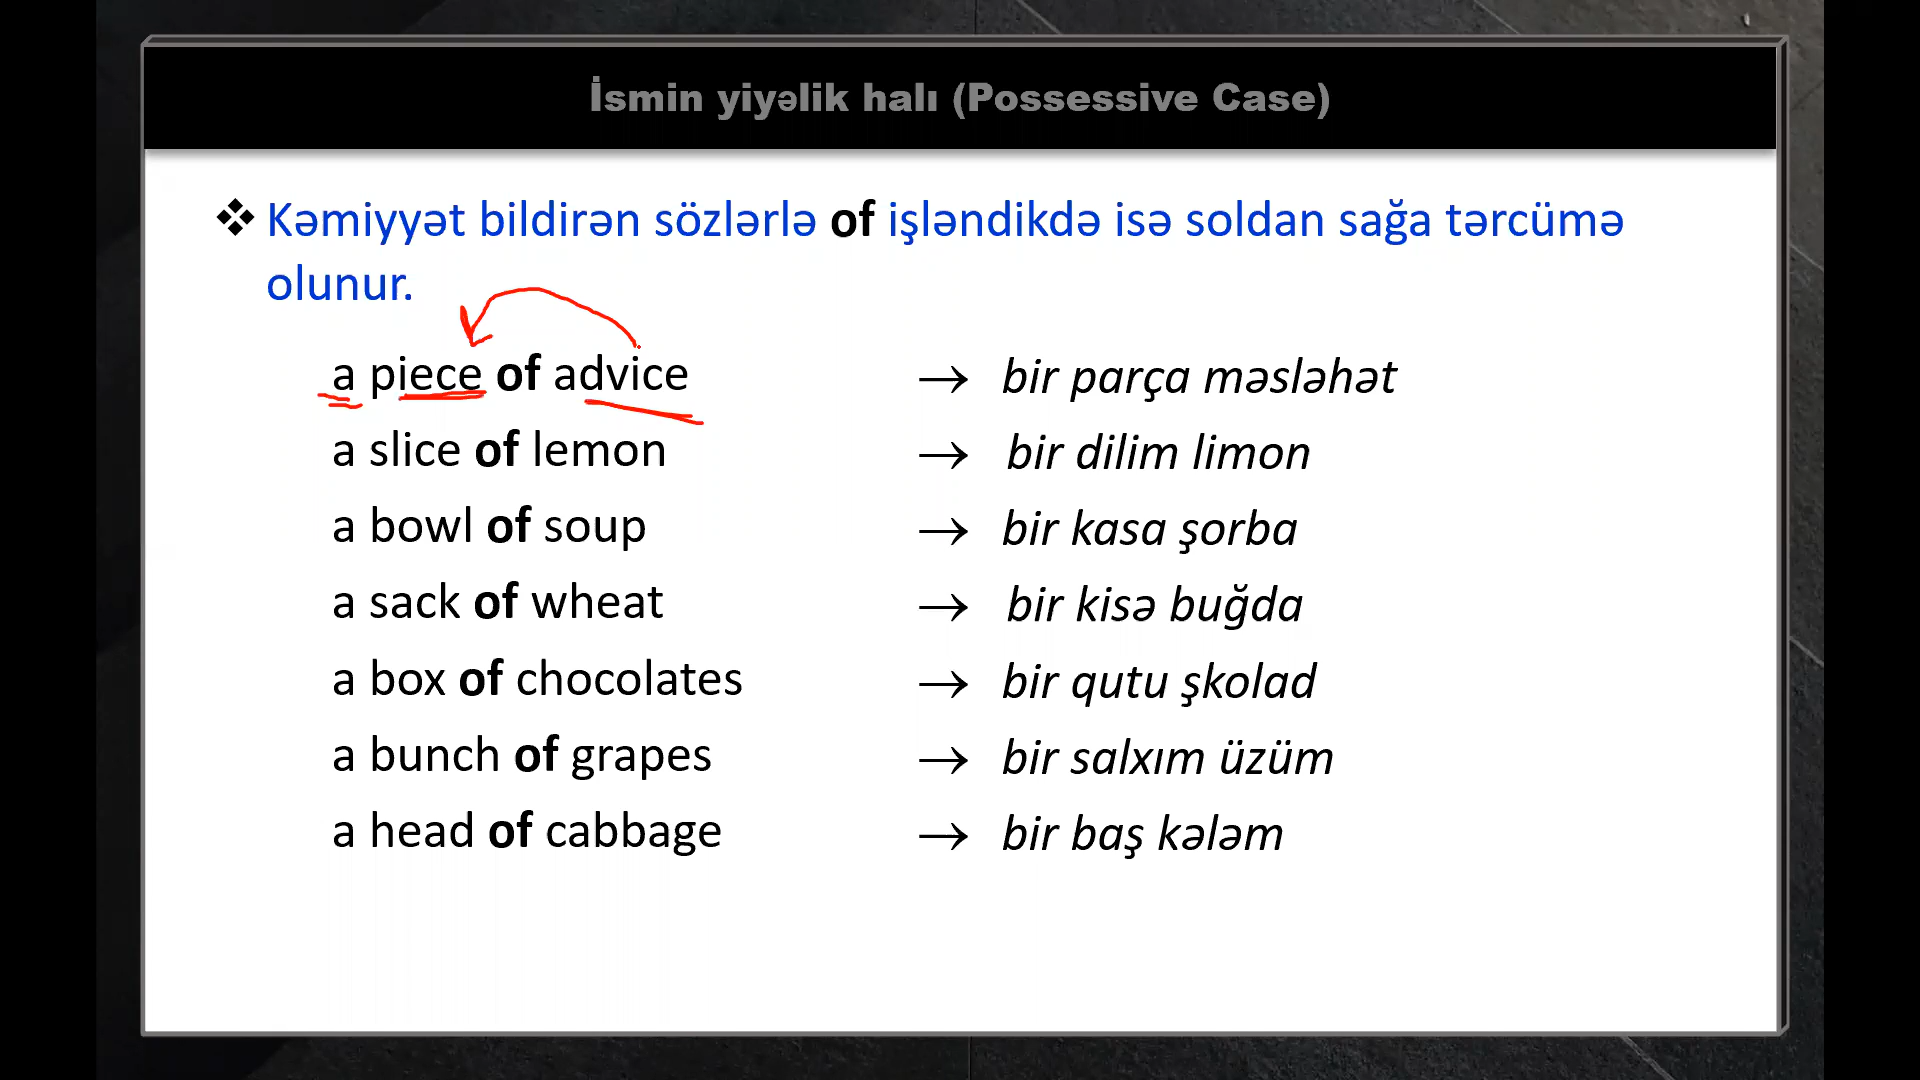 İsmin yiyəlik halı (Possessive Case)
❖ Kəmiyyət bildirən sözlərlə of işləndikdə isə soldan sağa tərcümə
olunur.
a piece of advice → bir parça məsləhət
a slice of lemon → bir dilim limon
a bowl of soup → bir kasa şorba
a sack of wheat → bir kisə buğda
a box of chocolates → bir qutu şkolad
a bunch of grapes → bir salxım üzüm
a head of cabbage → bir baş kələm